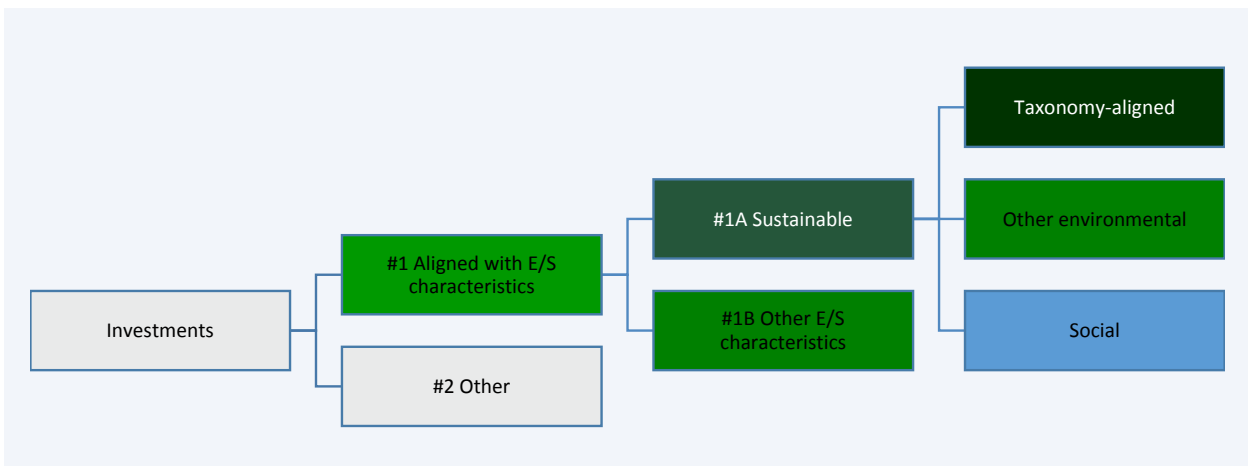 Investments
#1 Aligned with E/S
characteristics
#2 Other
#1A Sustainable
#1B Other E/S
characteristics
Taxonomy-aligned
Other environmental
Social